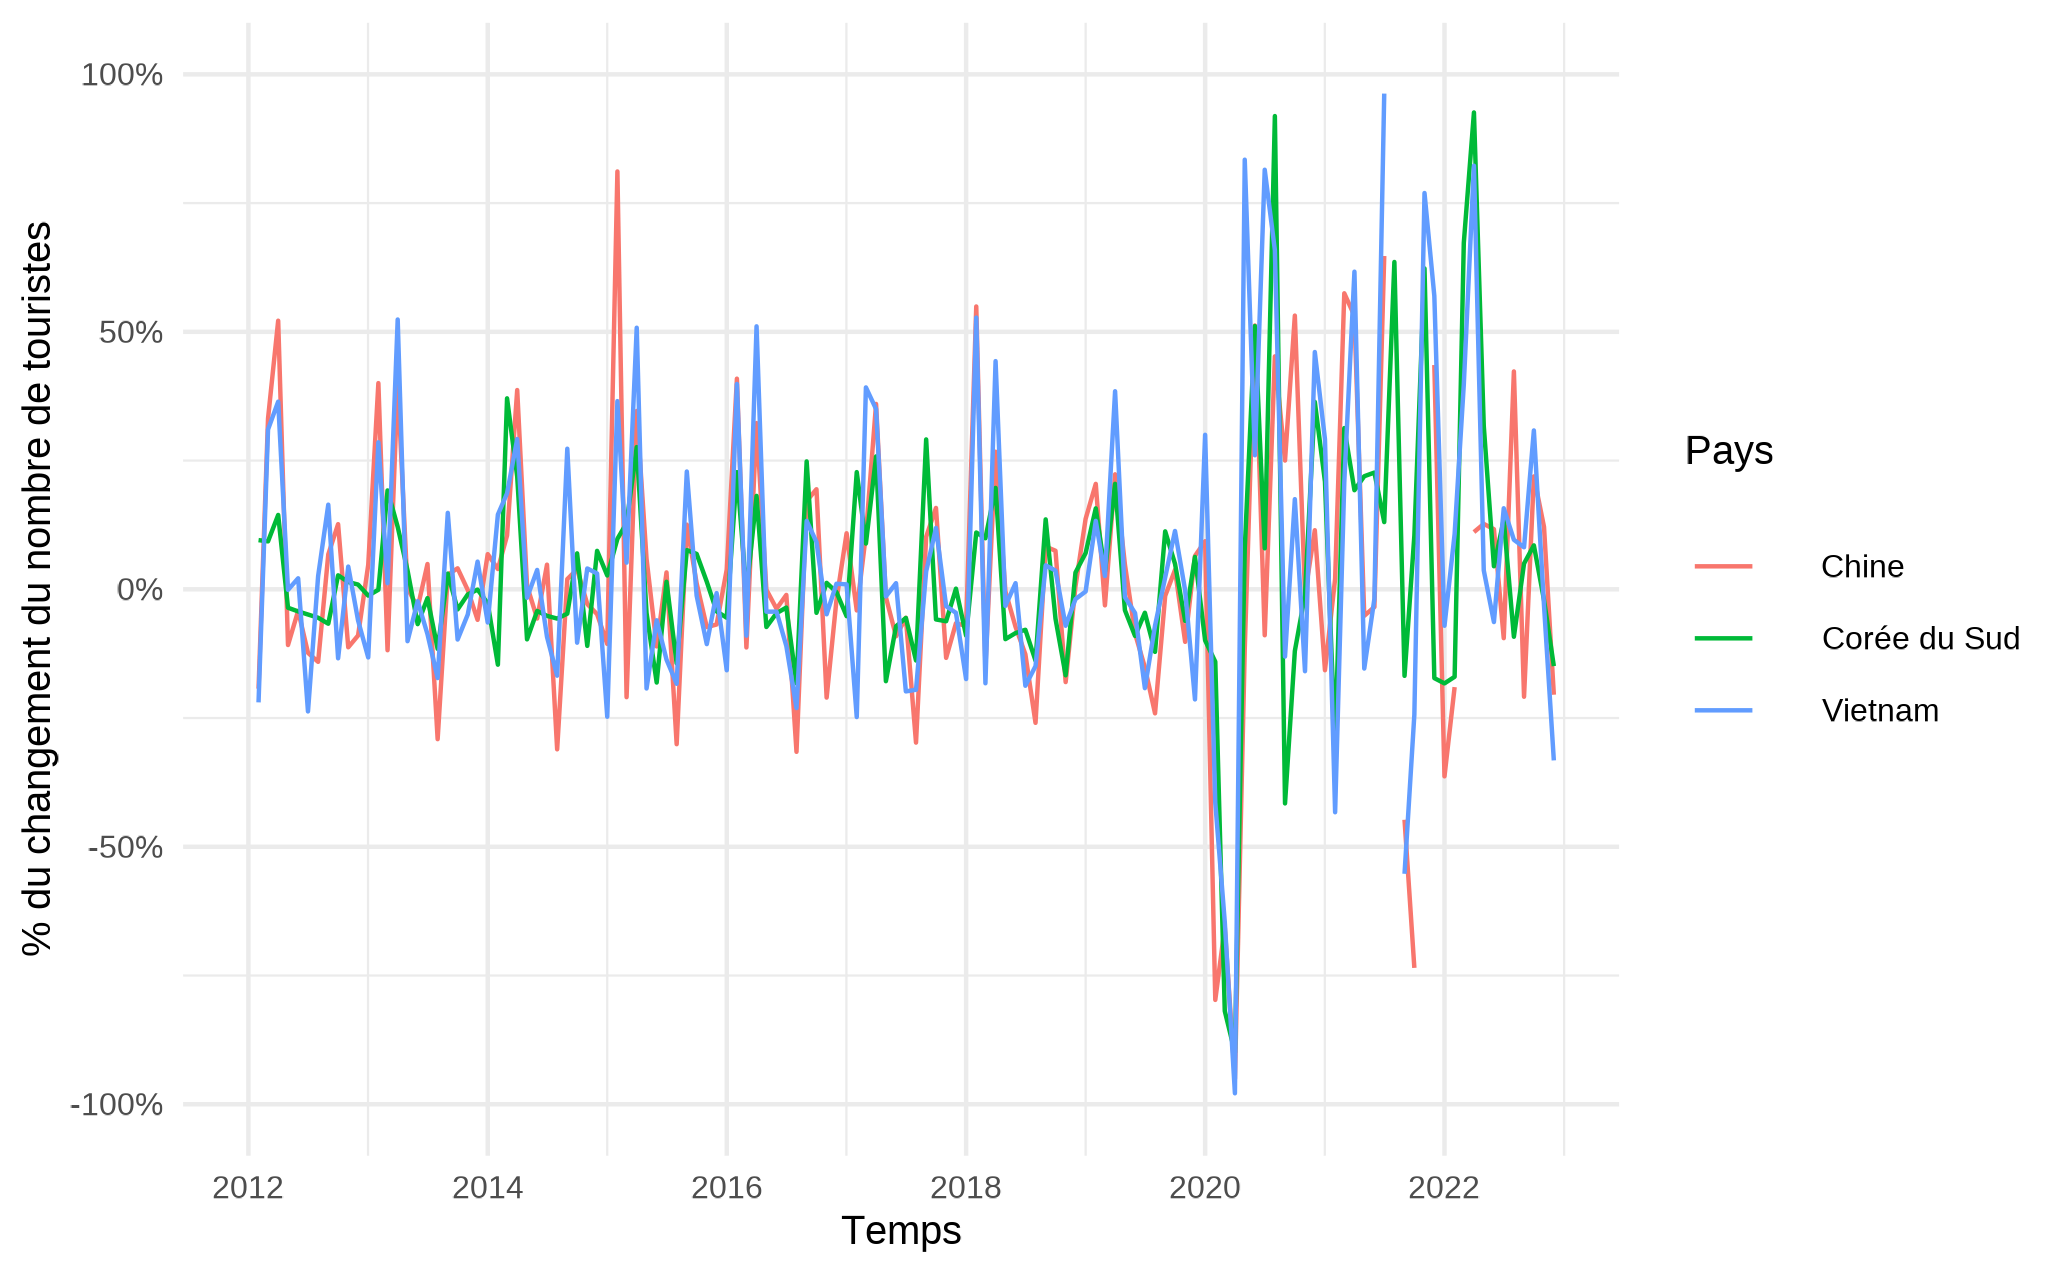 % du changement du nombre de touristes
100%
50%
0%
-50%
-100%
2012 2014 2016 2018 2020 2022
Temps
Pays
Chine
Corée du Sud
Vietnam